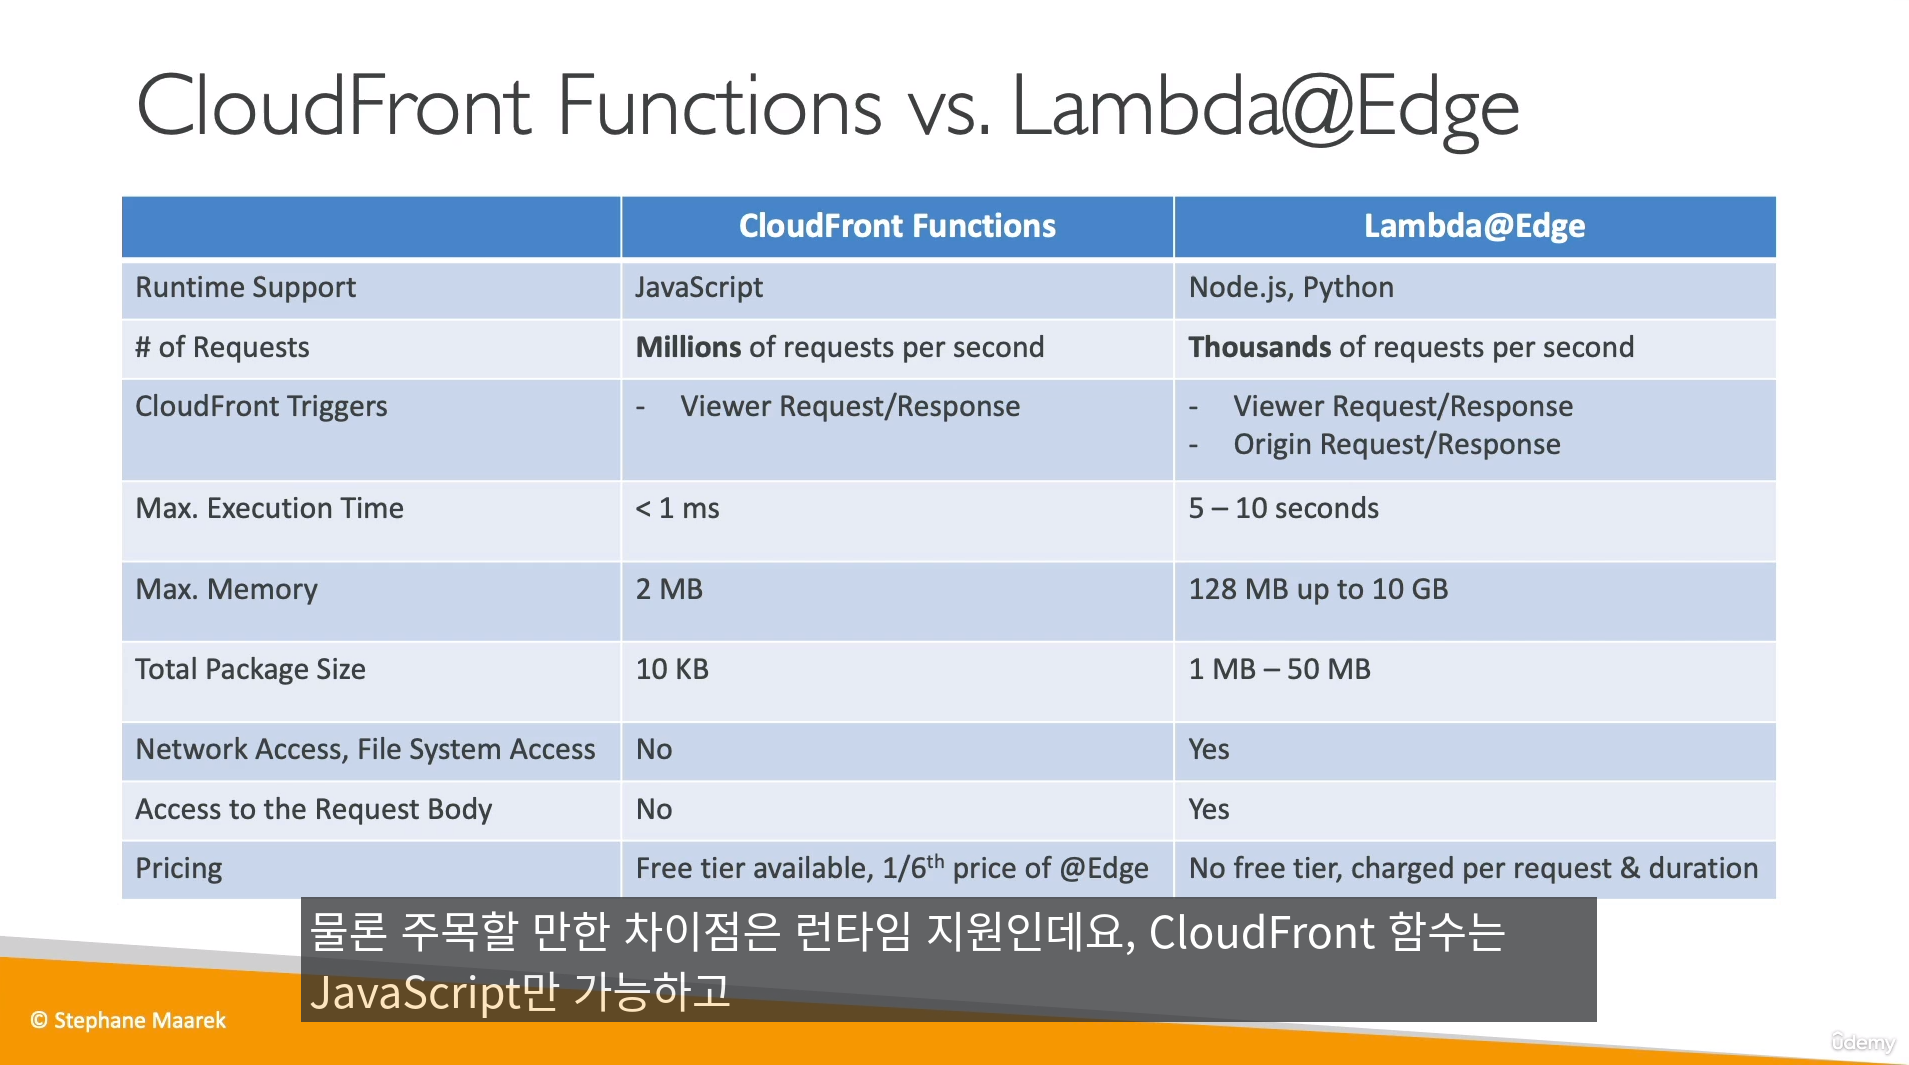 CloudFront Functions vs. Lambda@Edge
CloudFront Functions
Lambda@Edge
Runtime Support
JavaScript
Node.js, Python
# of Requests
Millions of requests per second
Thousands of requests per second
CloudFront Triggers
- Viewer Request/Response
- Viewer Request/Response
- Origin Request/Response
Max. Execution Time
< 1 ms
5 – 10 seconds
Max. Memory
2 MB
128 MB up to 10 GB
Total Package Size
10 KB
1 MB – 50 MB
Network Access, File System Access
No
Yes
Access to the Request Body
No
Yes
Pricing
Free tier available, 1/6th price of @Edge
No free tier, charged per request & duration
물론 주목할 만한 차이점은 런타임 지원인데요, CloudFront 함수는
JavaScript만 가능하고
© Stephane Maarek
ûdemy